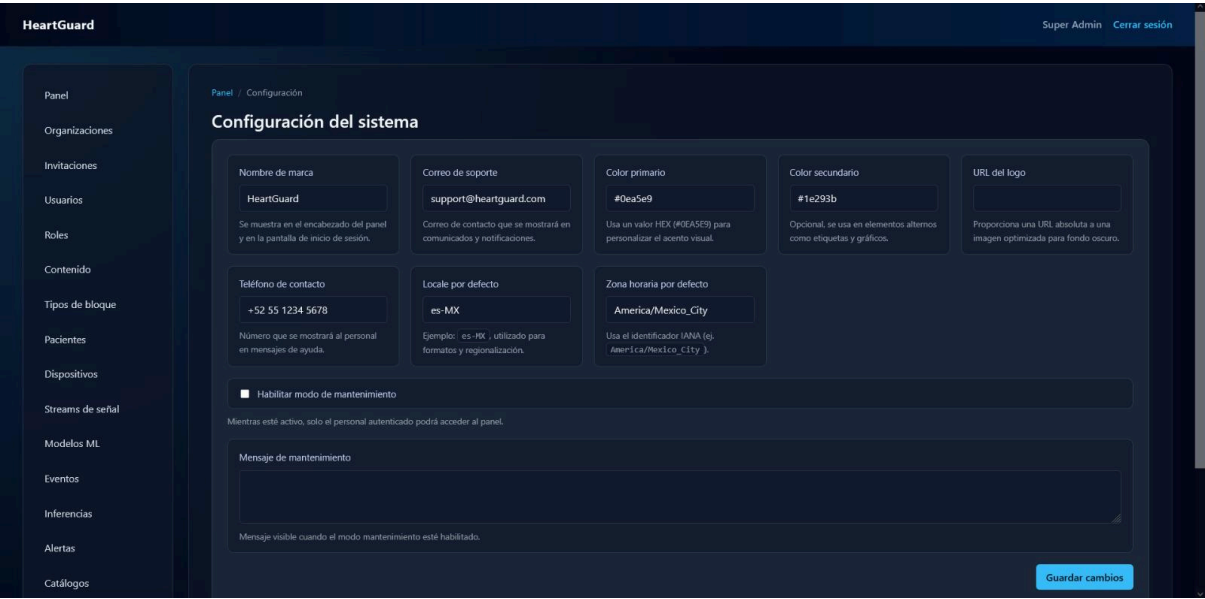 HeartGuard
Super Admin Cerrar sesión
Panel
Organizaciones
Invitaciones
Usuarios
Roles
Contenido
Tipos de bloque
Pacientes
Dispositivos
Streams de señal
Modelos ML
Eventos
Inferencias
Alertas
Catálogos
Panel / Configuración
Configuración del sistema
Nombre de marca
HeartGuard
Se muestra en el encabezado del panel
y en la pantalla de inicio de sesión.
Correo de soporte
support@heartguard.com
Correo de contacto que se mostrará en
comunicados y notificaciones.
Color primario
#0ea5e9
Usa un valor HEX (#0EA5E9) para
personalizar el acento visual.
Color secundario
#1e293b
Opcional, se usa en elementos alternos
como etiquetas y gráficos.
URL del logo
Proporciona una URL absoluta a una
imagen optimizada para fondo oscuro.
Teléfono de contacto
+52 55 1234 5678
Número que se mostrará al personal
en mensajes de ayuda.
Locale por defecto
es-MX
Ejemplo: es-MX , utilizado para
formatos y regionalización.
Zona horaria por defecto
America/Mexico_City
Usa el identificador IANA (ej.
America/Mexico_City ).
Habilitar modo de mantenimiento
Mientras esté activo, solo el personal autenticado podrá acceder al panel.
Mensaje de mantenimiento
Mensaje visible cuando el modo mantenimiento esté habilitado.
Guardar cambios